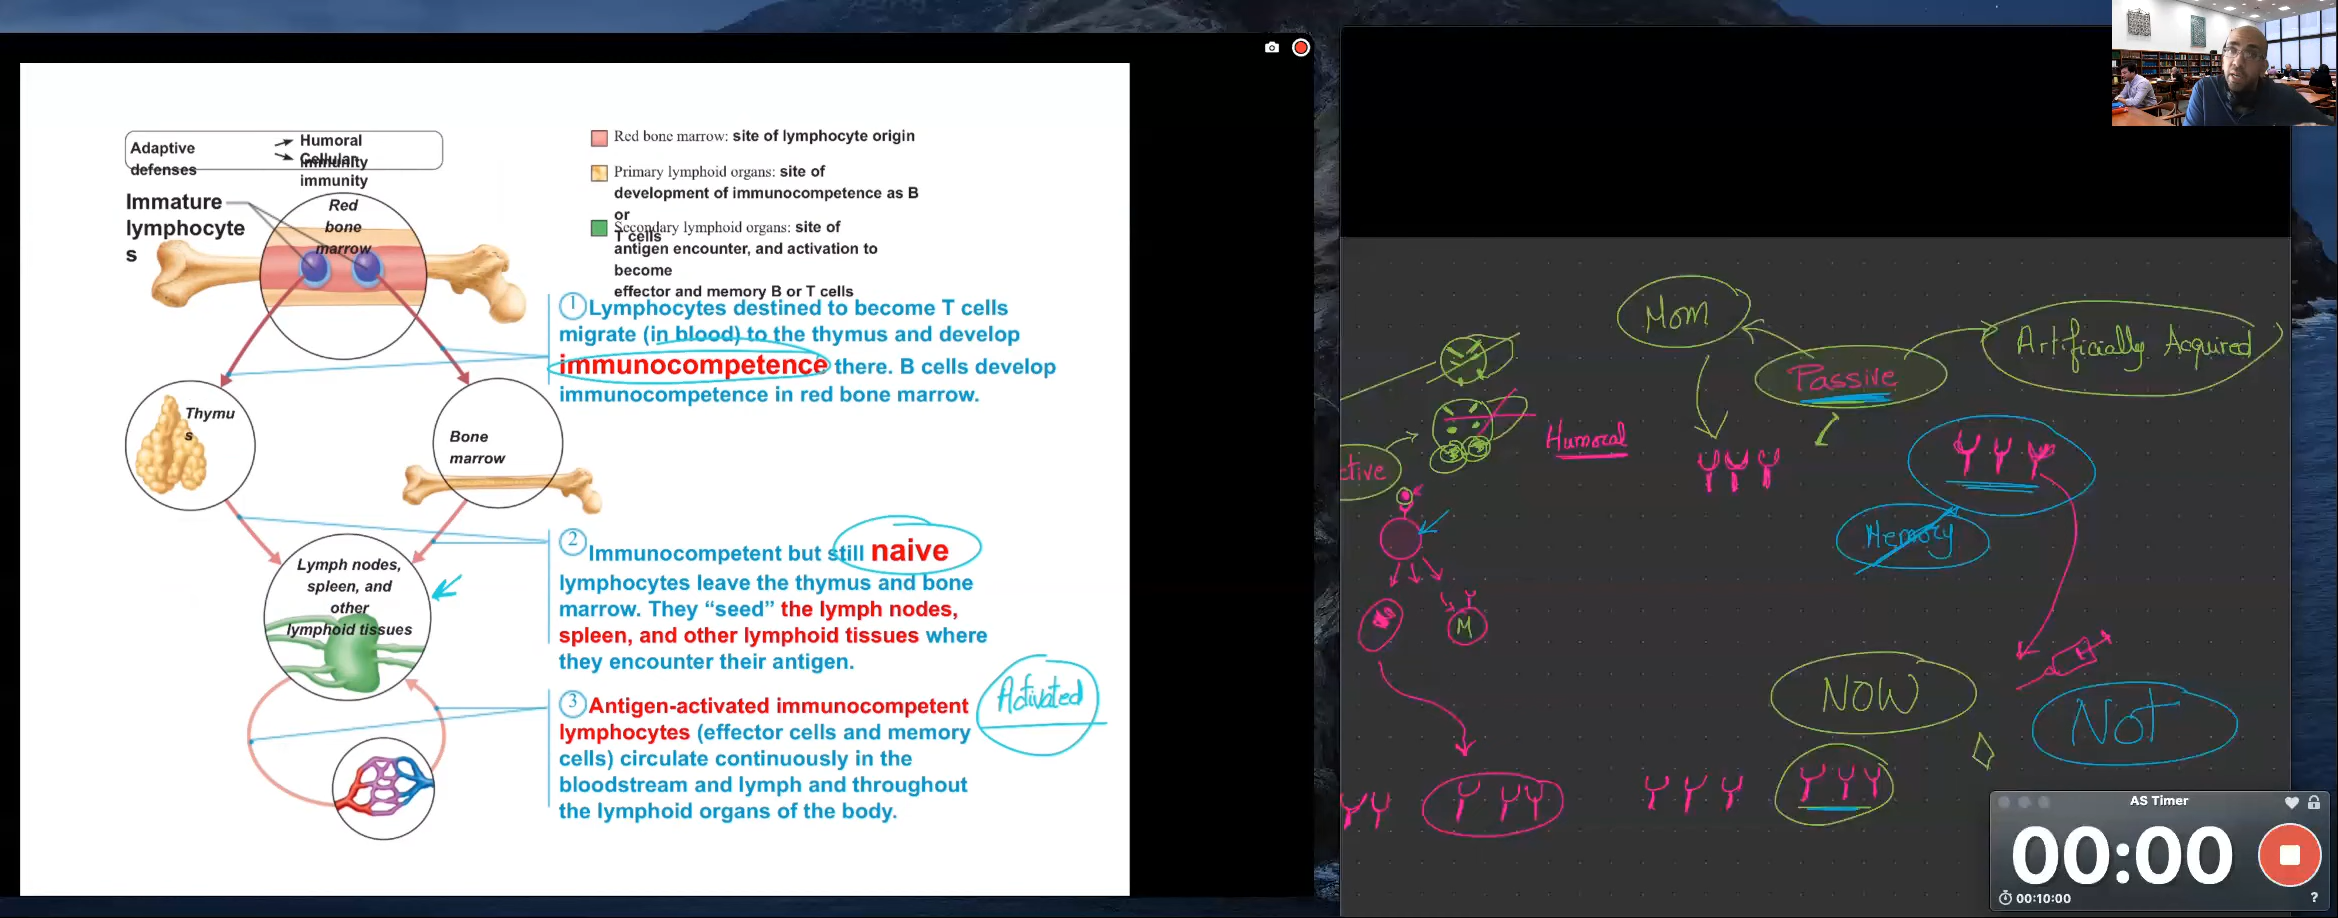 Adaptive
defenses
Humoral
immunity
Cellular
immunity
Immature
lymphocyte
s
Red
bone
marrow
Thymu
s
Bone
marrow
Lymph nodes,
spleen, and
other
lymphoid tissues
Red bone marrow: site of lymphocyte origin
Primary lymphoid organs: site of
development of immunocompetence as B
or
T cells
Secondary lymphoid organs: site of
antigen encounter, and activation to
become
effector and memory B or T cells
1 Lymphocytes destined to become T cells
migrate (in blood) to the thymus and develop
immunocompetence there. B cells develop
immunocompetence in red bone marrow.
2 Immunocompetent but still naive
lymphocytes leave the thymus and bone
marrow. They “seed” the lymph nodes,
spleen, and other lymphoid tissues where
they encounter their antigen.
3 Antigen-activated immunocompetent
lymphocytes (effector cells and memory
cells) circulate continuously in the
bloodstream and lymph and throughout
the lymphoid organs of the body.
Activated
Mom
Passive
Artificially Acquired
Humoral
ctive
Memory
M
NOW
Not
AS Timer
00:00
00:10:00
?